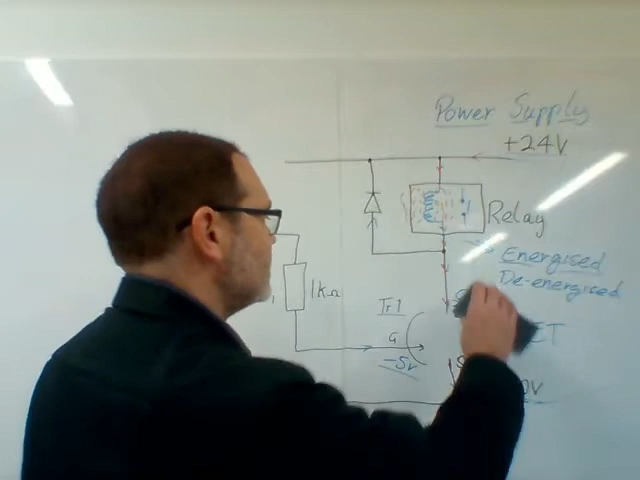 Power Supply
+24V
Relay
Energised
De-energised
1kΩ
Tr1
G
-5v
0V